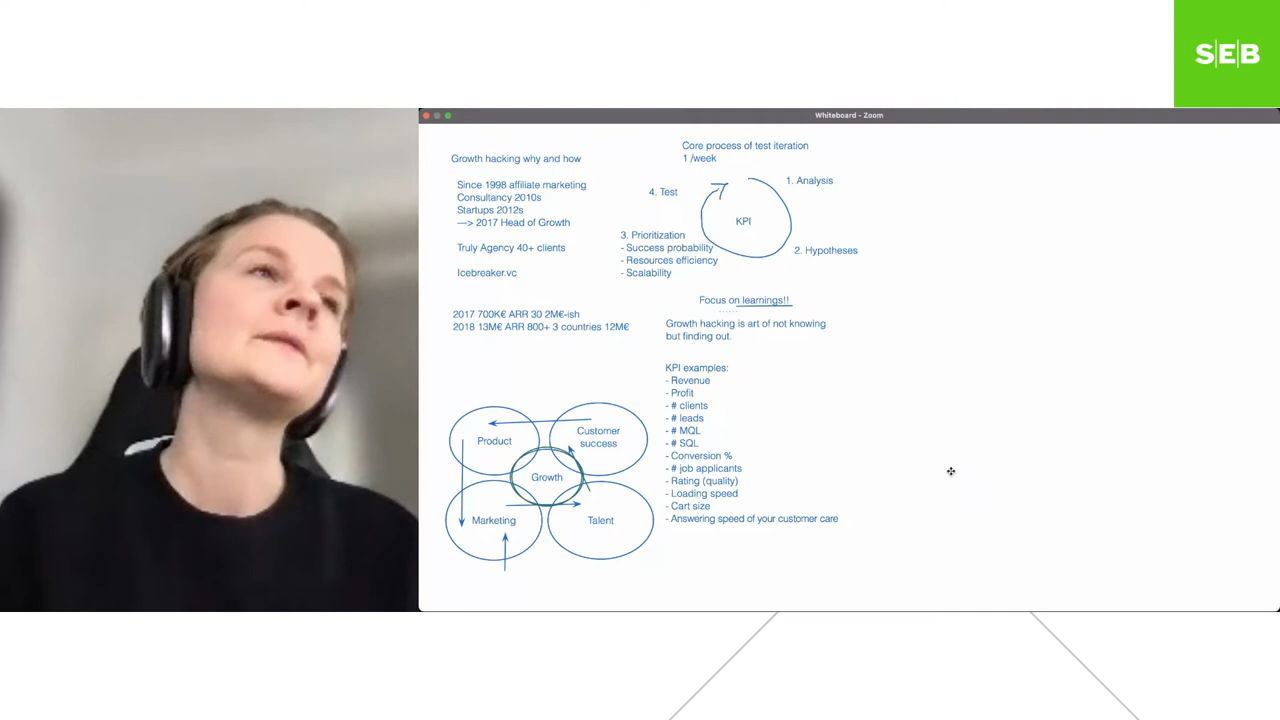 S|E|B
Whiteboard - Zoom
Growth hacking why and how
Since 1998 affiliate marketing
Consultancy 2010s
Startups 2012s
—> 2017 Head of Growth
Truly Agency 40+ clients
Icebreaker.vc
2017 700K€ ARR 30 2M€-ish
2018 13M€ ARR 800+ 3 countries 12M€
Product
Customer
success
Growth
Marketing
Talent
Core process of test iteration
1 /week
1. Analysis
4. Test
KPI
3. Prioritization
- Success probability
- Resources efficiency
- Scalability
2. Hypotheses
Focus on learnings!!
Growth hacking is art of not knowing
but finding out.
KPI examples:
- Revenue
- Profit
- # clients
- # leads
- # MQL
- # SQL
- Conversion %
- # job applicants
- Rating (quality)
- Loading speed
- Cart size
- Answering speed of your customer care